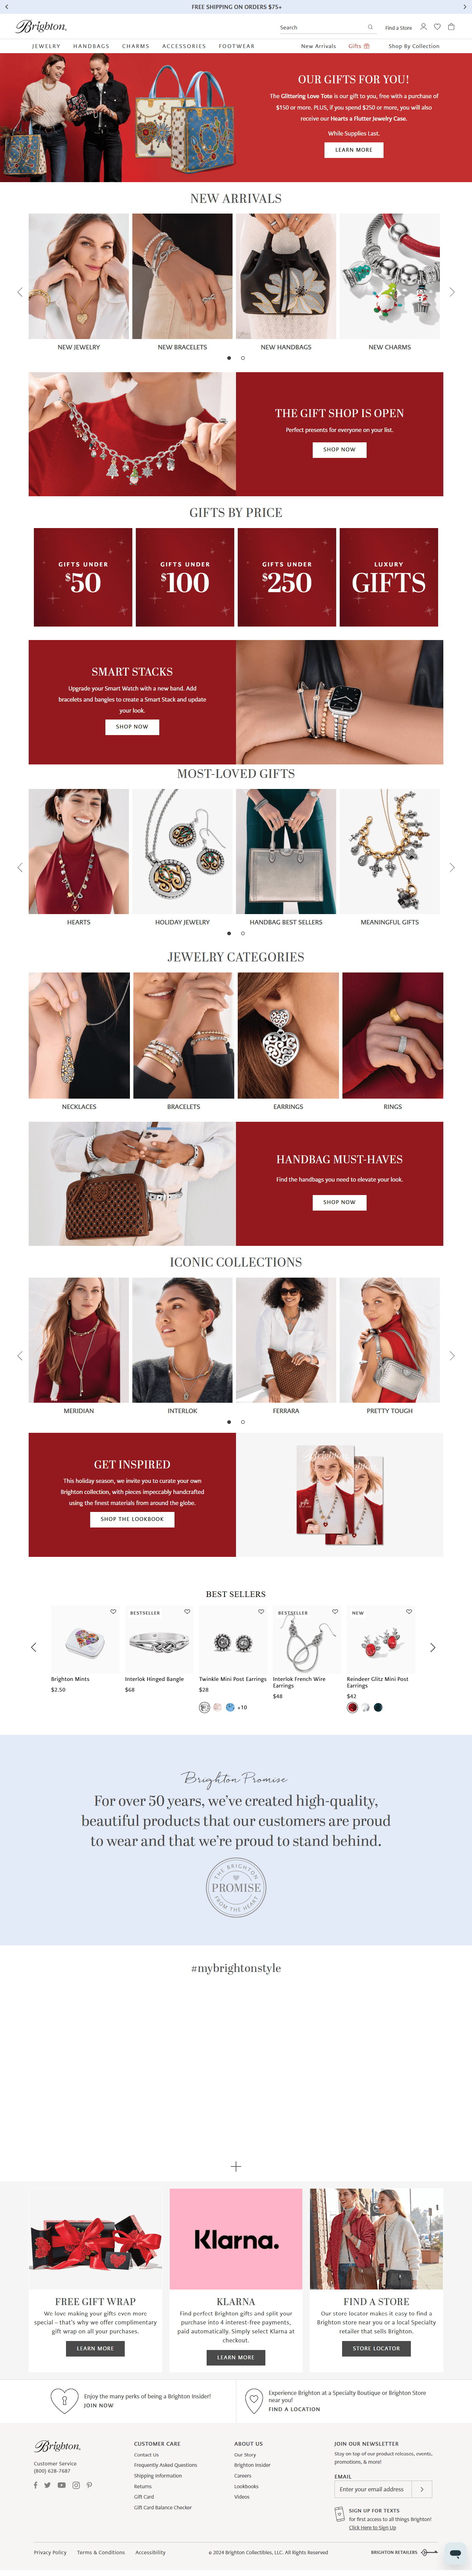 FREE SHIPPING ON ORDERS $75+
Brighton
Search
Find a Store
JEWELRY HANDBAGS CHARMS ACCESSORIES FOOTWEAR New Arrivals Gifts Shop By Collection
OUR GIFTS FOR YOU!
The Glittering Love Tote is our gift to you, free with a purchase of
$150 or more. PLUS, if you spend $250 or more, you will also
receive our Hearts a Flutter Jewelry Case.
While Supplies Last.
LEARN MORE
NEW ARRIVALS
NEW JEWELRY NEW BRACELETS NEW HANDBAGS NEW CHARMS
THE GIFT SHOP IS OPEN
Perfect presents for everyone on your list.
SHOP NOW
GIFTS BY PRICE
GIFTS UNDER GIFTS UNDER GIFTS UNDER LUXURY
$50 $100 $250 GIFTS
SMART STACKS
Upgrade your Smart Watch with a new band. Add
bracelets and bangles to create a Smart Stack and update
your look.
SHOP NOW
MOST-LOVED GIFTS
HEARTS HOLIDAY JEWELRY HANDBAG BEST SELLERS MEANINGFUL GIFTS
JEWELRY CATEGORIES
NECKLACES BRACELETS EARRINGS RINGS
HANDBAG MUST-HAVES
Find the handbags you need to elevate your look.
SHOP NOW
ICONIC COLLECTIONS
MERIDIAN INTERLOK FERRARA PRETTY TOUGH
GET INSPIRED
This holiday season, we invite you to curate your own
Brighton collection, with pieces impeccably handcrafted
using the finest materials from around the globe.
SHOP THE LOOKBOOK
BEST SELLERS
BESTSELLER BESTSELLER NEW
Brighton Mints
$2.50
Interlok Hinged Bangle
$68
Twinkle Mini Post Earrings
$28
+10
Interlok French Wire
Earrings
$48
Reindeer Glitz Mini Post
Earrings
$42
Brighton Promise
For over 50 years, we've created high-quality,
beautiful products that our customers are proud
to wear and that we're proud to stand behind.
THE BRIGHTON
PROMISE
FROM THE HEART
#mybrightonstyle
Klarna.
FREE GIFT WRAP
We love making your gifts even more
special – that's why we offer complimentary
gift wrap on all your purchases.
LEARN MORE
KLARNA
Find perfect Brighton gifts and split your
purchase into 4 interest-free payments,
paid automatically. Simply select Klarna at
checkout.
LEARN MORE
FIND A STORE
Our store locator makes it easy to find a
Brighton store near you or a local Specialty
retailer that sells Brighton.
STORE LOCATOR
Enjoy the many perks of being a Brighton Insider!
JOIN NOW
Experience Brighton at a Specialty Boutique or Brighton Store
near you!
FIND A LOCATION
Brighton
Customer Service
(800) 628-7687
CUSTOMER CARE
Contact Us
Frequently Asked Questions
Shipping Information
Returns
Gift Card
Gift Card Balance Checker
ABOUT US
Our Story
Brighton Insider
Careers
Lookbooks
Videos
JOIN OUR NEWSLETTER
Stay on top of our product releases, events,
promotions, & more!
EMAIL
Enter your email address
SIGN UP FOR TEXTS
for first access to all things Brighton!
Click Here to Sign Up
Privacy Policy Terms & Conditions Accessibility © 2024 Brighton Collectibles, LLC. All Rights Reserved BRIGHTON RETAILERS